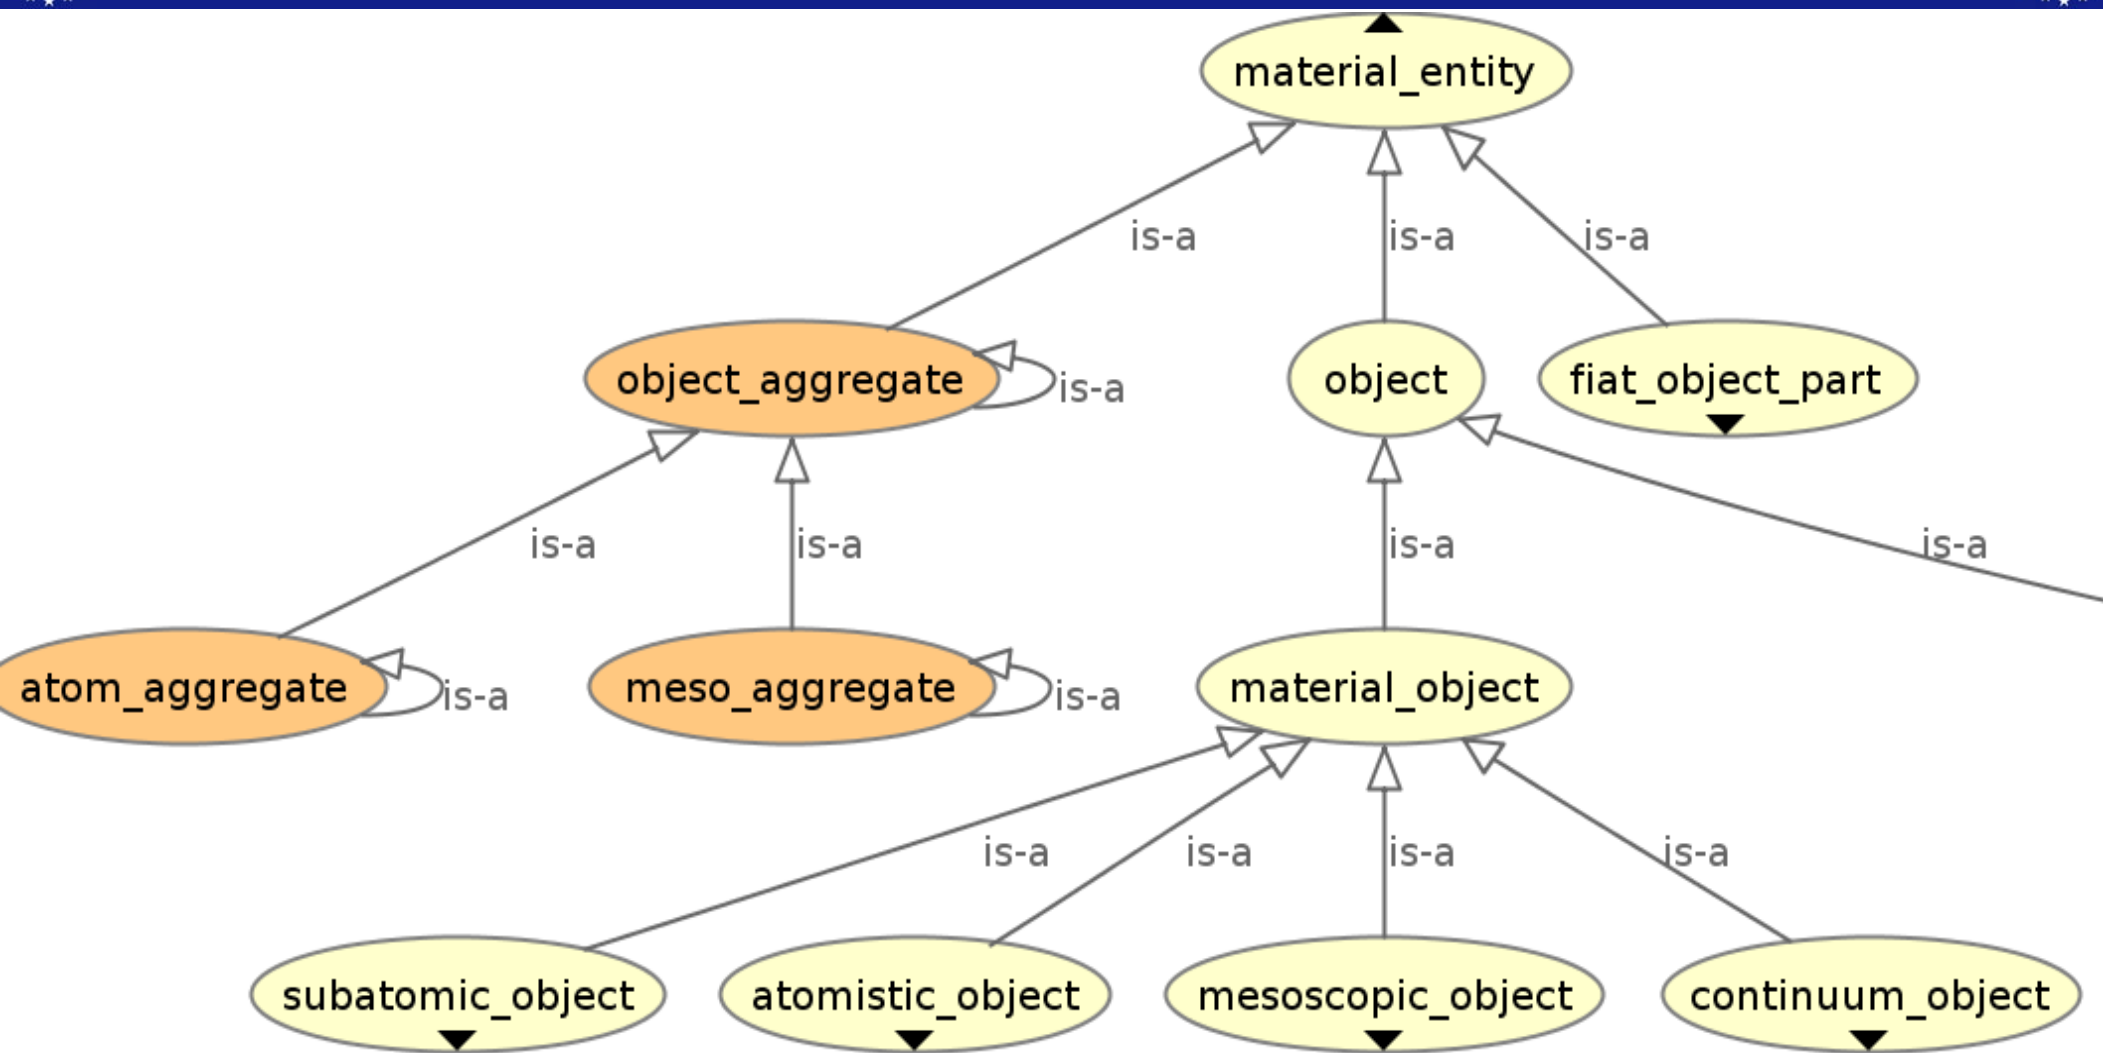 material_entity
is-a
is-a
is-a
object_aggregate
is-a
object
fiat_object_part
is-a
is-a
is-a
is-a
atom_aggregate
is-a
meso_aggregate
is-a
material_object
is-a
is-a
is-a
is-a
subatomic_object
atomistic_object
mesoscopic_object
continuum_object